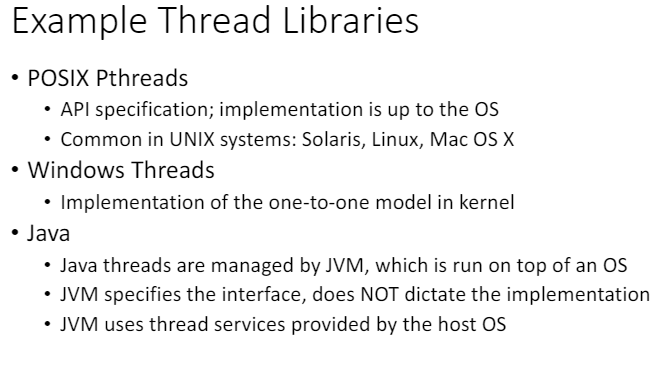 Example Thread Libraries
• POSIX Pthreads
• API specification; implementation is up to the OS
• Common in UNIX systems: Solaris, Linux, Mac OS X
• Windows Threads
• Implementation of the one-to-one model in kernel
• Java
• Java threads are managed by JVM, which is run on top of an OS
• JVM specifies the interface, does NOT dictate the implementation
• JVM uses thread services provided by the host OS